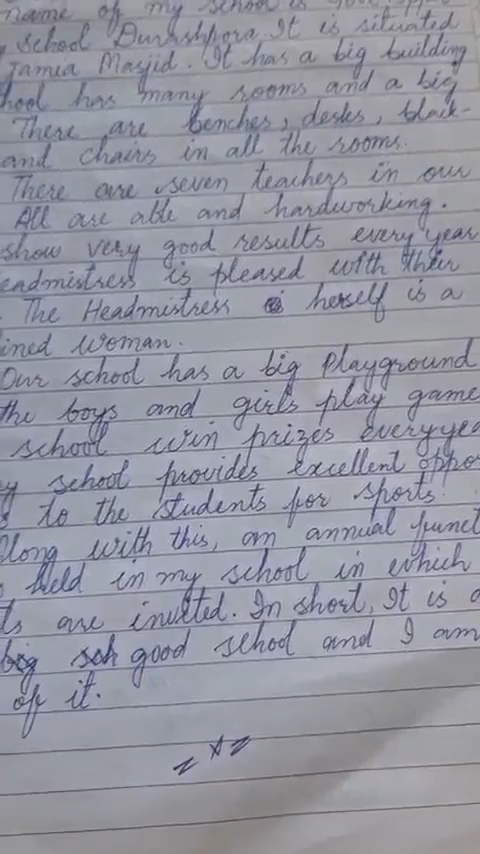 name of my school is
school Durrshpora. It is situated
Jamia Masjid. It has a big building
hool has many rooms and a big
There are benches, desks, black-
and chairs in all the rooms.
There are seven teachers in our
All are able and hardworking.
show very good results every year
eadmistress is pleased with their
. The Headmistress herself is a
ined woman.
Our school has a big playground
the boys and girls play game
school win prizes everyyea
y school provides excellent oppo
s to the students for sports.
Along with this, an annual funct
held in my school in which
ts are invited. In short, It is a
big sch good school and I am
of it.